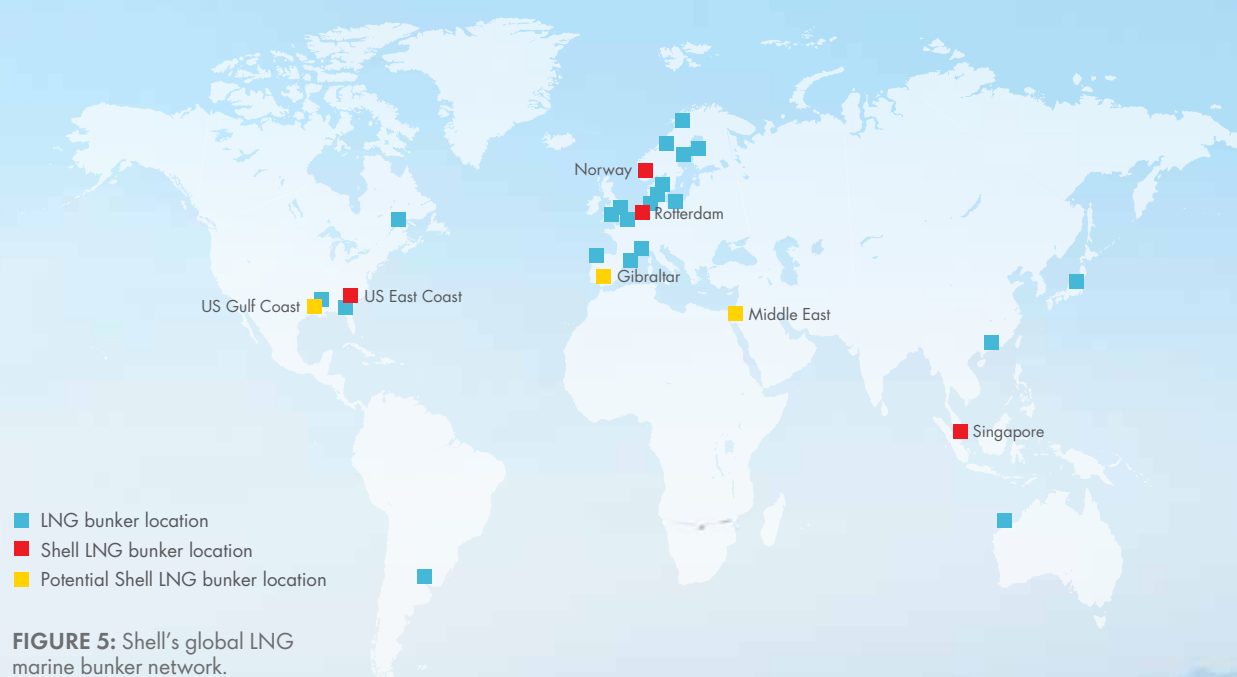 Norway
Rotterdam
Gibraltar
US East Coast
US Gulf Coast
Middle East
Singapore
LNG bunker location
Shell LNG bunker location
Potential Shell LNG bunker location
FIGURE 5: Shell’s global LNG
marine bunker network.